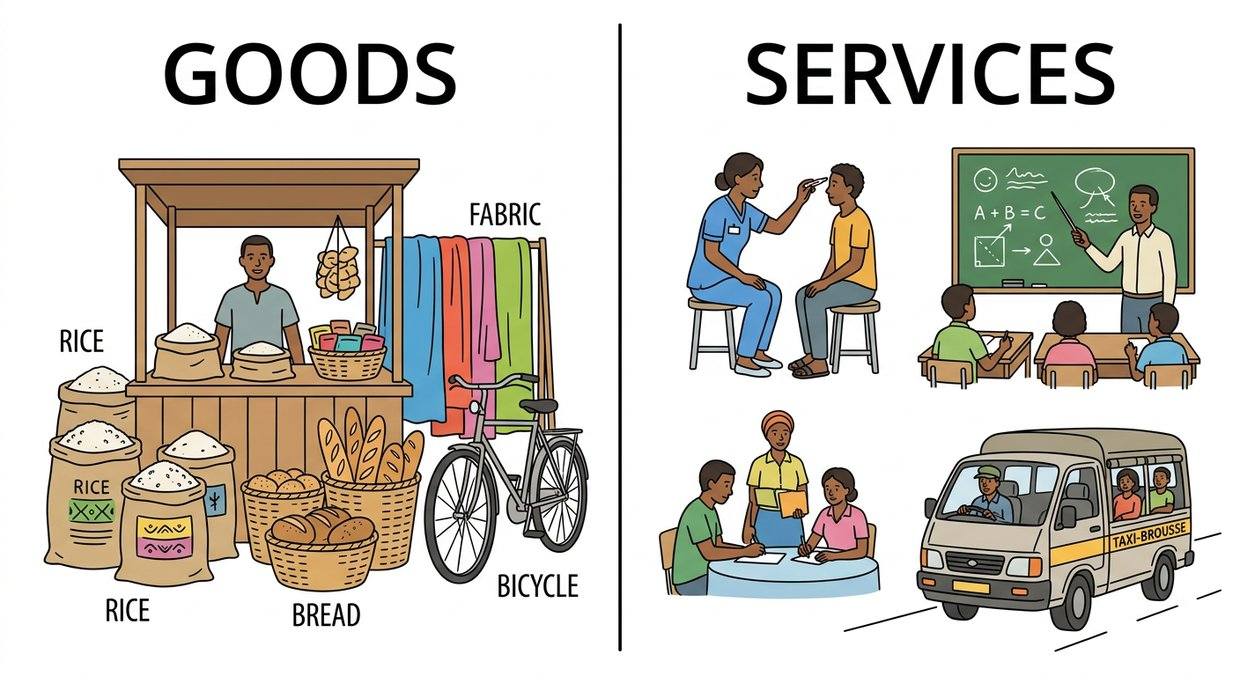 GOODS
SERVICES
FABRIC
RICE
RICE
RICE
BREAD
BICYCLE
A + B = C
TAXI-BROUSSE